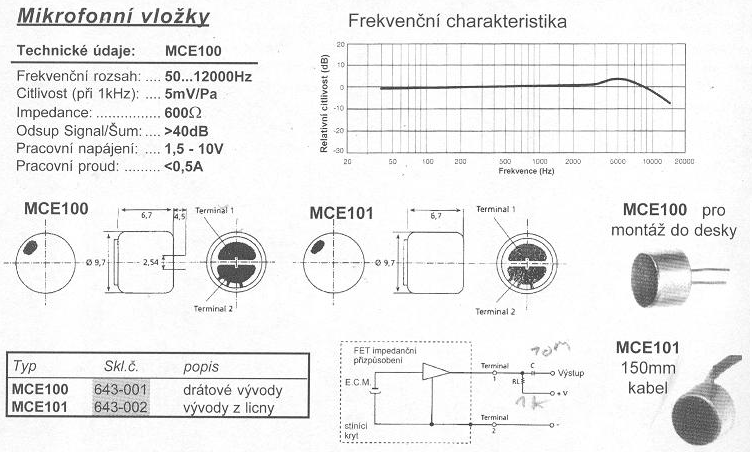 Mikrofonní vložky
Technické údaje: MCE100
Frekvenční rozsah: .... 50...12000Hz
Citlivost (při 1kHz): .... 5mV/Pa
Impedance: ................ 600Ω
Odsup Signal/Šum: .... >40dB
Pracovní napájení: .... 1,5 - 10V
Pracovní proud: ......... <0,5A
Frekvenční charakteristika
Relativní citlivost (dB)
20
10
0
-10
-20
-30
20 50 100 200 500 1000 2000 5000 10000 20000
Frekvence (Hz)
MCE100
6,7
4,5
Terminal 1
Ø 9,7
2,54
Terminal 2
MCE101
6,7
Terminal 1
Ø 9,7
Terminal 2
MCE100 pro
montáž do desky
MCE101
150mm
kabel
Typ Skl.č. popis
MCE100 643-001 drátové vývody
MCE101 643-002 vývody z licny
FET impedanční
přizpůsobení
E.C.M.
stínící
kryt
Terminal
1
10M
C
Výstup
RL
+ V
1K
Terminal
2
-